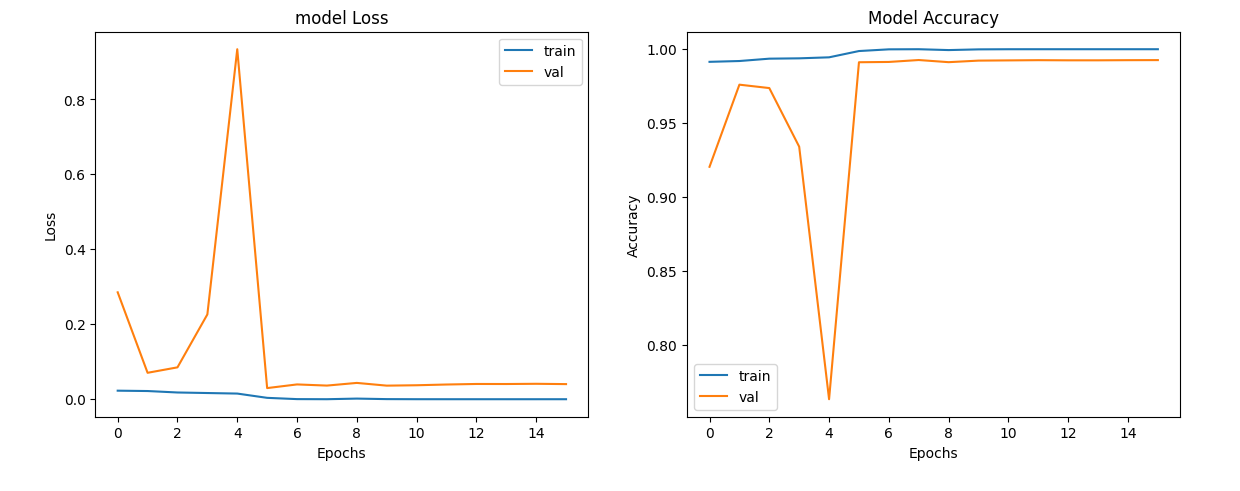 model Loss
train
val
0.8
0.6
0.4
0.2
0.0
Loss
0 2 4 6 8 10 12 14
Epochs
Model Accuracy
1.00
0.95
0.90
0.85
0.80
Accuracy
train
val
0 2 4 6 8 10 12 14
Epochs